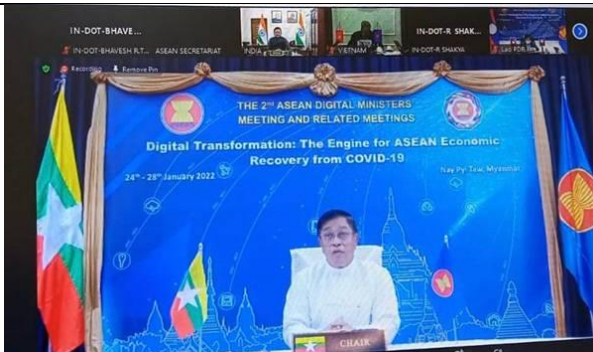 IN-DOT-BHAVE...
IN-DOT-R SHAK...
IN-DOT-BHAVESH R.T...
ASEAN SECRETARIAT
INDIA
VIETNAM
IN-DOT-R SHAKYA
Lao PDR
Recording
Remove Pin
THE 2ND ASEAN DIGITAL MINISTERS'
MEETING AND RELATED MEETINGS
Digital Transformation: The Engine for ASEAN Economic
Recovery from COVID-19
24th - 28th January 2022
Nay Pyi Taw, Myanmar
CHAIR